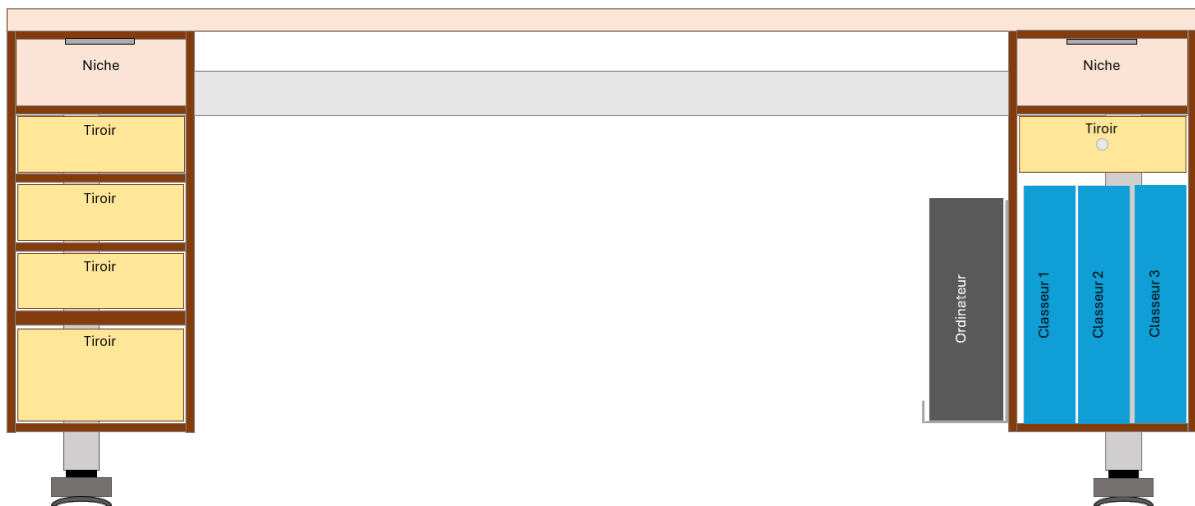 Niche
Tiroir
Tiroir
Tiroir
Tiroir
Ordinateur
Niche
Tiroir
Classeur 1
Classeur 2
Classeur 3